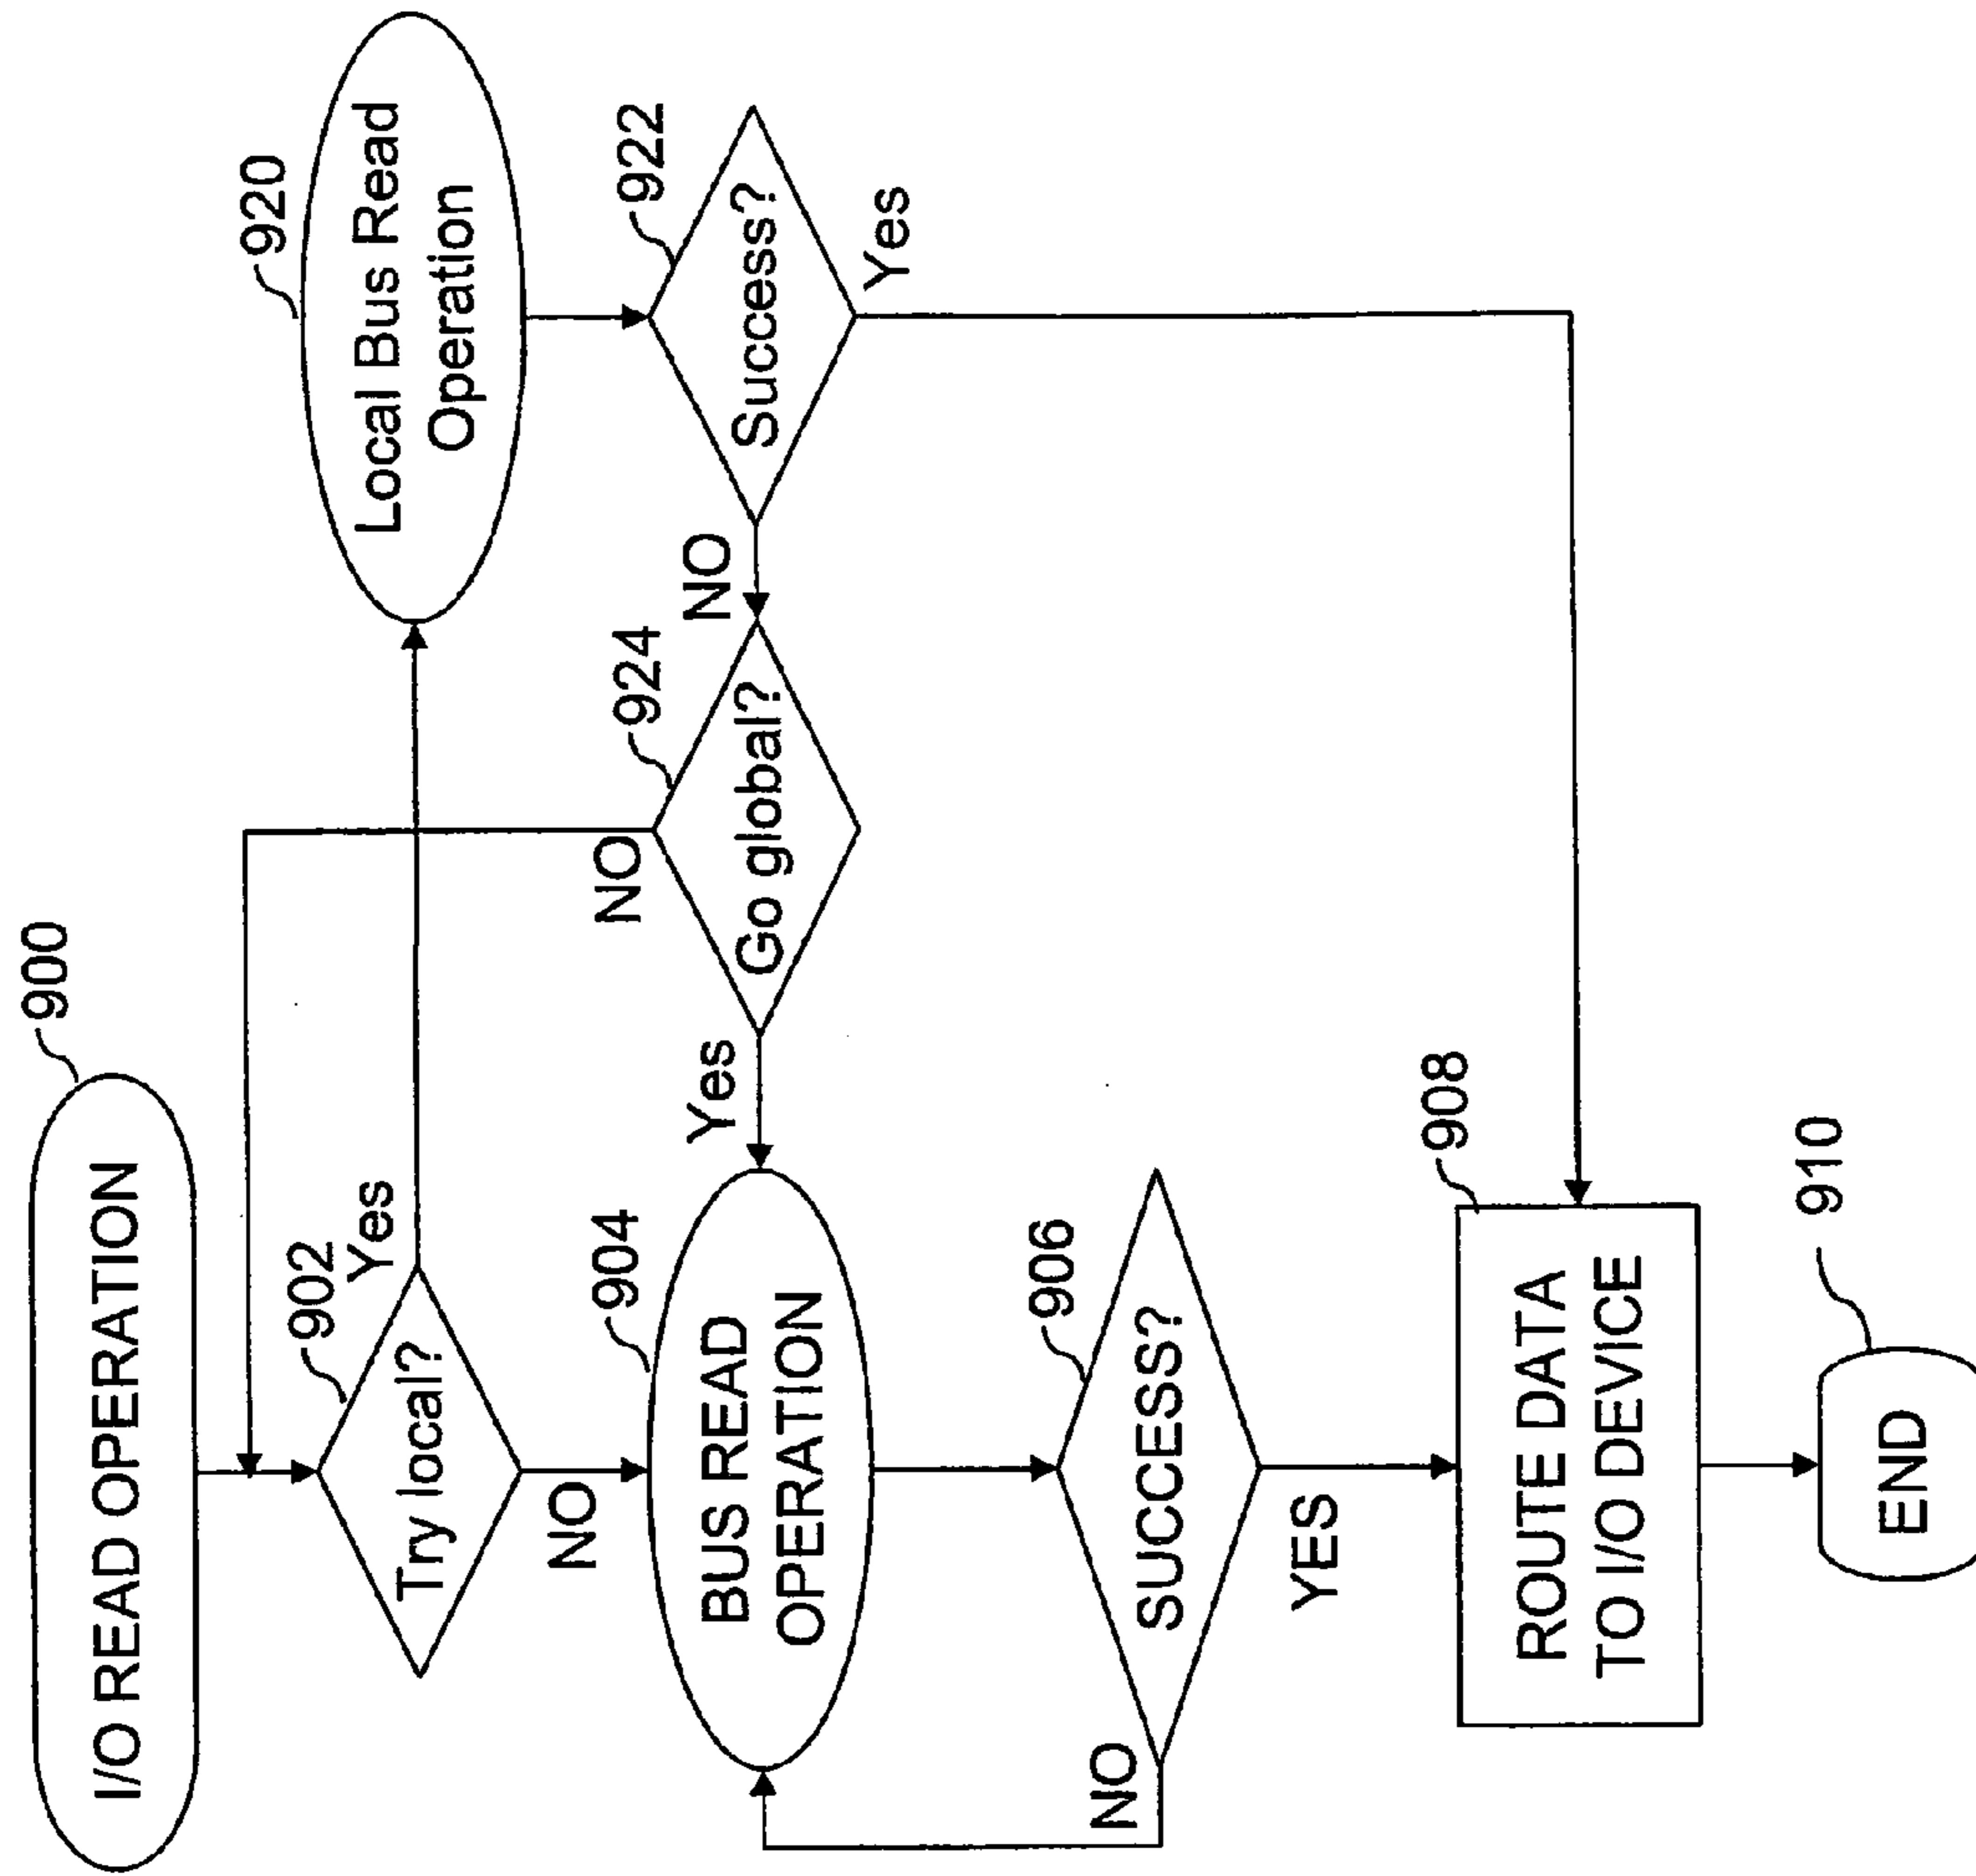 I/O READ OPERATION
900
902
Try local?
Yes
NO
904
BUS READ
OPERATION
906
SUCCESS?
NO
YES
908
ROUTE DATA
TO I/O DEVICE
910
END
920
Local Bus Read
Operation
922
Success?
Yes
NO
924
Go global?
NO
Yes